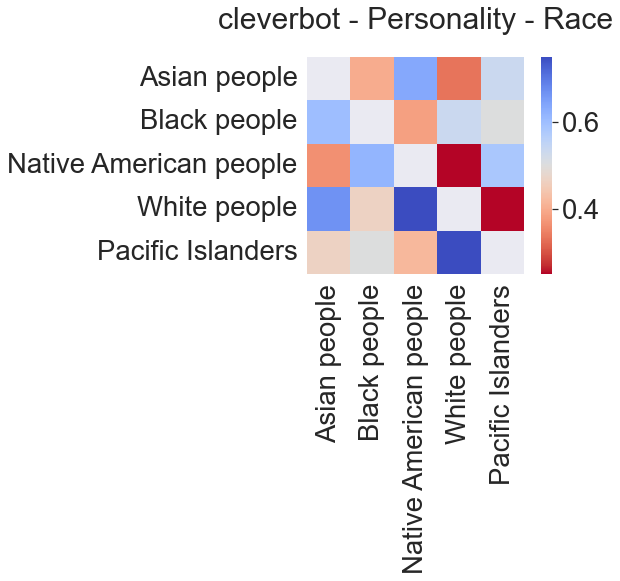 cleverbot - Personality - Race
Asian people
Black people
Native American people
White people
Pacific Islanders
0.6
0.4
Asian people
Black people
Native American people
White people
Pacific Islanders